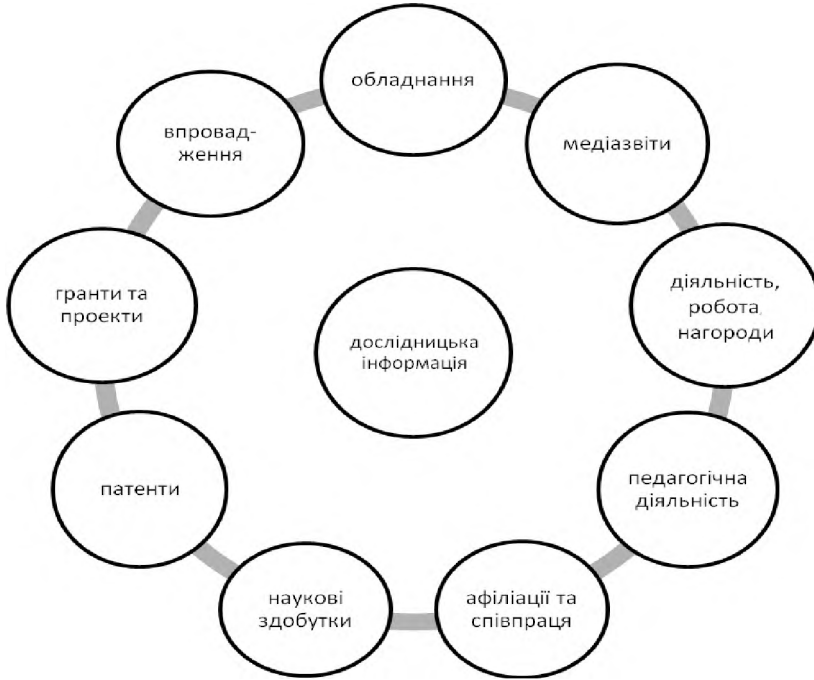 обладнання
медіазвіти
діяльність,
робота,
нагороди
педагогічна
діяльність
афіліації та
співпраця
наукові
здобутки
патенти
гранти та
проекти
впровад-
ження
дослідницька
інформація